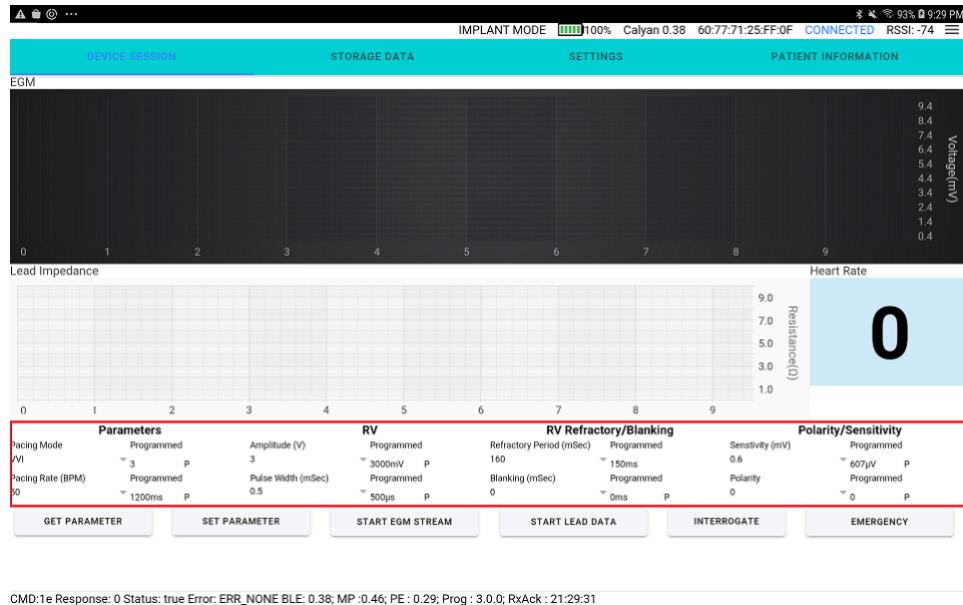 93% 9:29 PM
IMPLANT MODE 100% Calyan 0.38 60:77:71:25:FF:0F CONNECTED RSSI: -74
DEVICE SESSION STORAGE DATA SETTINGS PATIENT INFORMATION
EGM
9.4
8.4
7.4
6.4
5.4
4.4
3.4
2.4
1.4
0.4
Voltage(mV)
0 1 2 3 4 5 6 7 8 9
Lead Impedance Heart Rate
9.0
7.0
5.0
3.0
1.0
Resistance(Ω)
0
0 1 2 3 4 5 6 7 8 9
Parameters RV RV Refractory/Blanking Polarity/Sensitivity
Pacing Mode Programmed Amplitude (V) Programmed Refractory Period (mSec) Programmed Senstivity (mV) Programmed
VVI 3 P 3 3000mV P 160 150ms 0.6 607µV P
Pacing Rate (BPM) Programmed Pulse Width (mSec) Programmed Blanking (mSec) Programmed Polarity Programmed
50 1200ms P 0.5 500µs P 0 0ms P 0 0 P
GET PARAMETER SET PARAMETER START EGM STREAM START LEAD DATA INTERROGATE EMERGENCY
CMD:1e Response: 0 Status: true Error: ERR_NONE BLE: 0.38; MP :0.46; PE : 0.29; Prog : 3.0.0; RxAck : 21:29:31